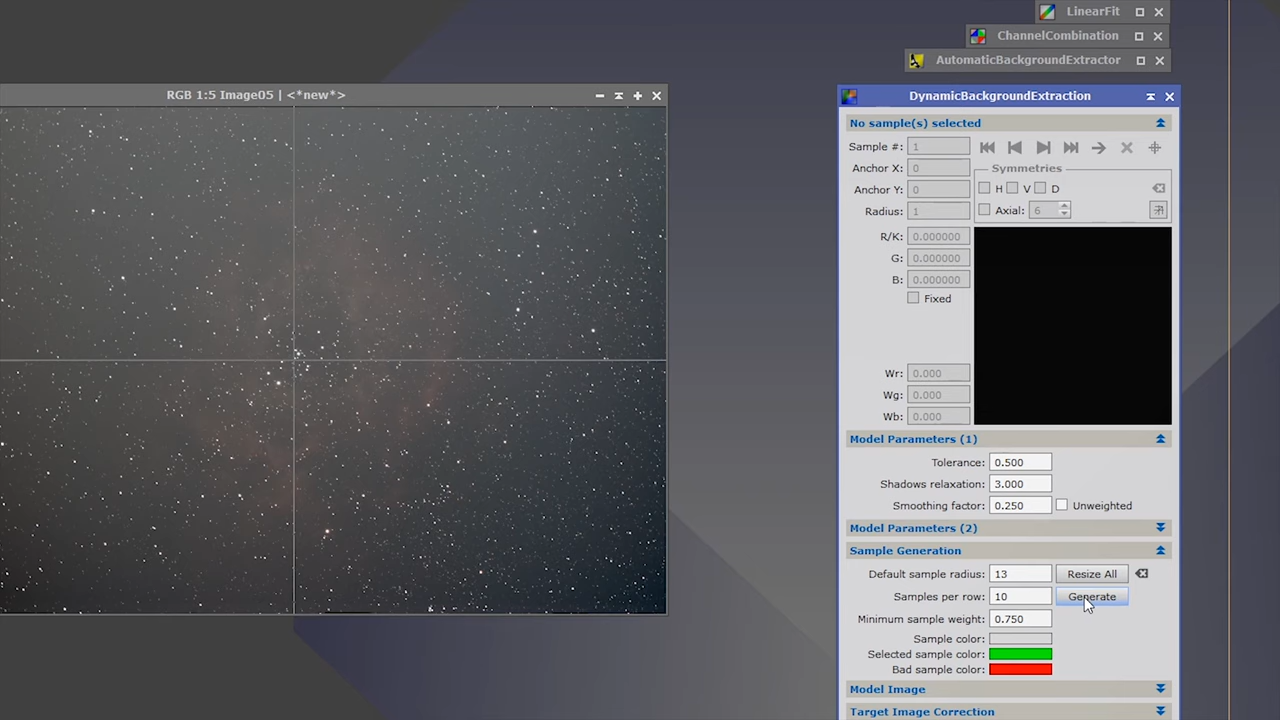 LinearFit
ChannelCombination
AutomaticBackgroundExtractor
RGB 1:5 Image05 | <*new*>
DynamicBackgroundExtraction
No sample(s) selected
Sample #: 1
Anchor X: 0
Symmetries
Anchor Y: 0
H V D
Radius: 1
Axial: 6
R/K: 0.000000
G: 0.000000
B: 0.000000
Fixed
Wr: 0.000
Wg: 0.000
Wb: 0.000
Model Parameters (1)
Tolerance: 0.500
Shadows relaxation: 3.000
Smoothing factor: 0.250 Unweighted
Model Parameters (2)
Sample Generation
Default sample radius: 13 Resize All
Samples per row: 10 Generate
Minimum sample weight: 0.750
Sample color:
Selected sample color:
Bad sample color:
Model Image
Target Image Correction